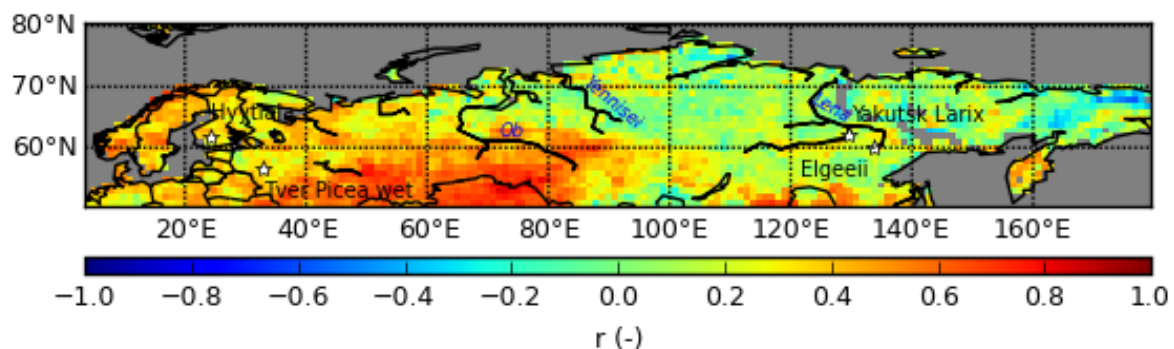 80°N
70°N
60°N
Hyytiala
Yennisei
Ob
Lena
Yakutsk Larix
Elgeeii
Tver Picea wet
20°E 40°E 60°E 80°E 100°E 120°E 140°E 160°E
−1.0 −0.8 −0.6 −0.4 −0.2 0.0 0.2 0.4 0.6 0.8 1.0
r (-)